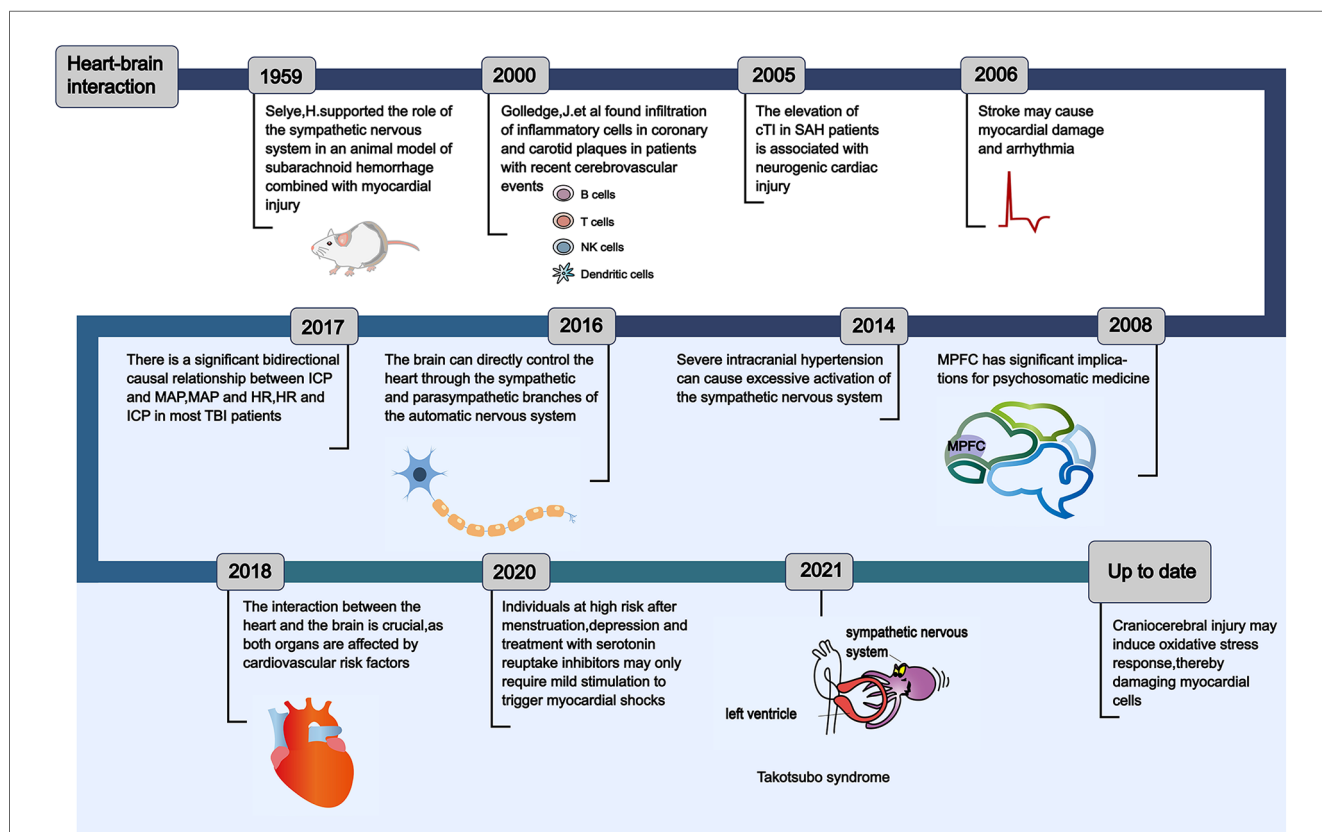 Heart-brain
interaction
1959
Selye,H.supported the role of
the sympathetic nervous
system in an animal model of
subarachnoid hemorrhage
combined with myocardial
injury
2000
Golledge,J.et al found infiltration
of inflammatory cells in coronary
and carotid plaques in patients
with recent cerebrovascular
events
B cells
T cells
NK cells
Dendritic cells
2005
The elevation of
cTI in SAH patients
is associated with
neurogenic cardiac
injury
2006
Stroke may cause
myocardial damage
and arrhythmia
2017
There is a significant bidirectional
causal relationship between ICP
and MAP,MAP and HR,HR and
ICP in most TBI patients
2016
The brain can directly control the
heart through the sympathetic
and parasympathetic branches of
the automatic nervous system
2014
Severe intracranial hypertension
can cause excessive activation of
the sympathetic nervous system
2008
MPFC has significant implica-
tions for psychosomatic medicine
MPFC
2018
The interaction between the
heart and the brain is crucial,as
both organs are affected by
cardiovascular risk factors
2020
Individuals at high risk after
menstruation,depression and
treatment with serotonin
reuptake inhibitors may only
require mild stimulation to
trigger myocardial shocks
2021
sympathetic nervous
system
left ventricle
Takotsubo syndrome
Up to date
Craniocerebral injury may
induce oxidative stress
response,thereby
damaging myocardial
cells